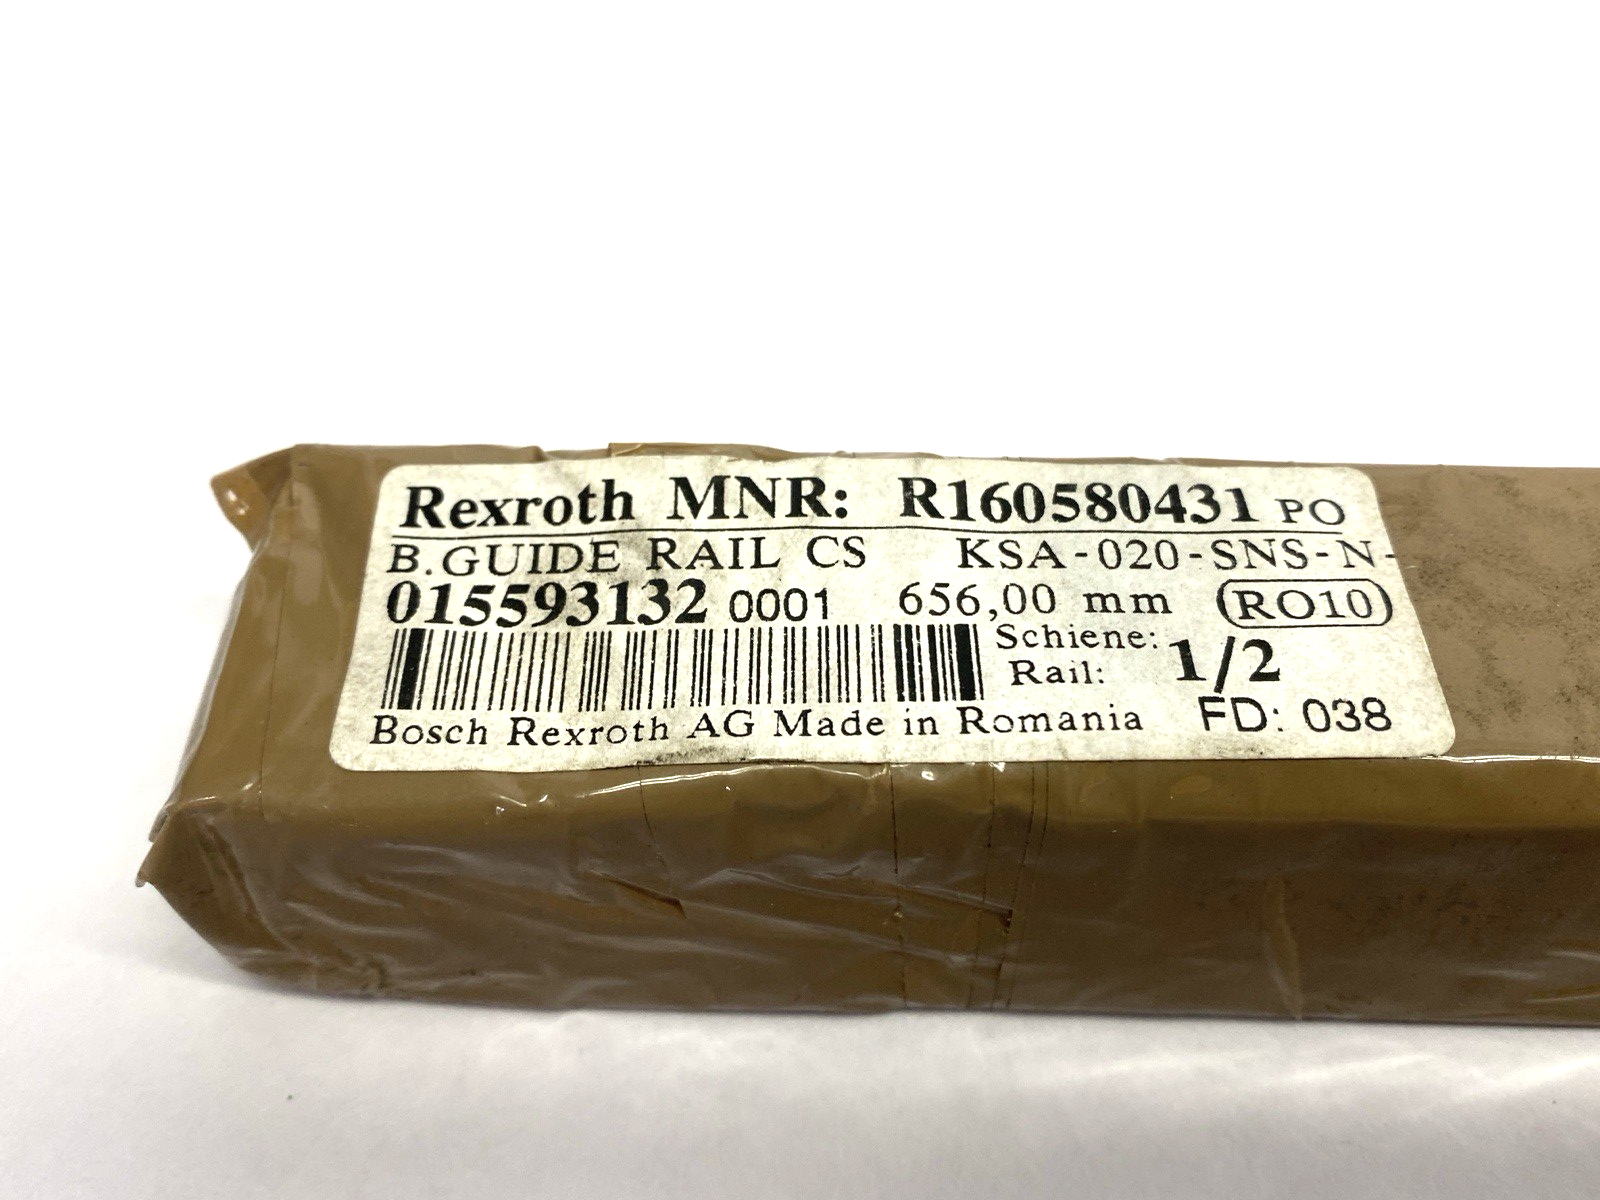 Rexroth MNR: R160580431 PO
B.GUIDE RAIL CS KSA-020-SNS-N-
015593132 0001 656,00 mm RO10
Schiene: 1/2
Rail:
Bosch Rexroth AG Made in Romania FD: 038